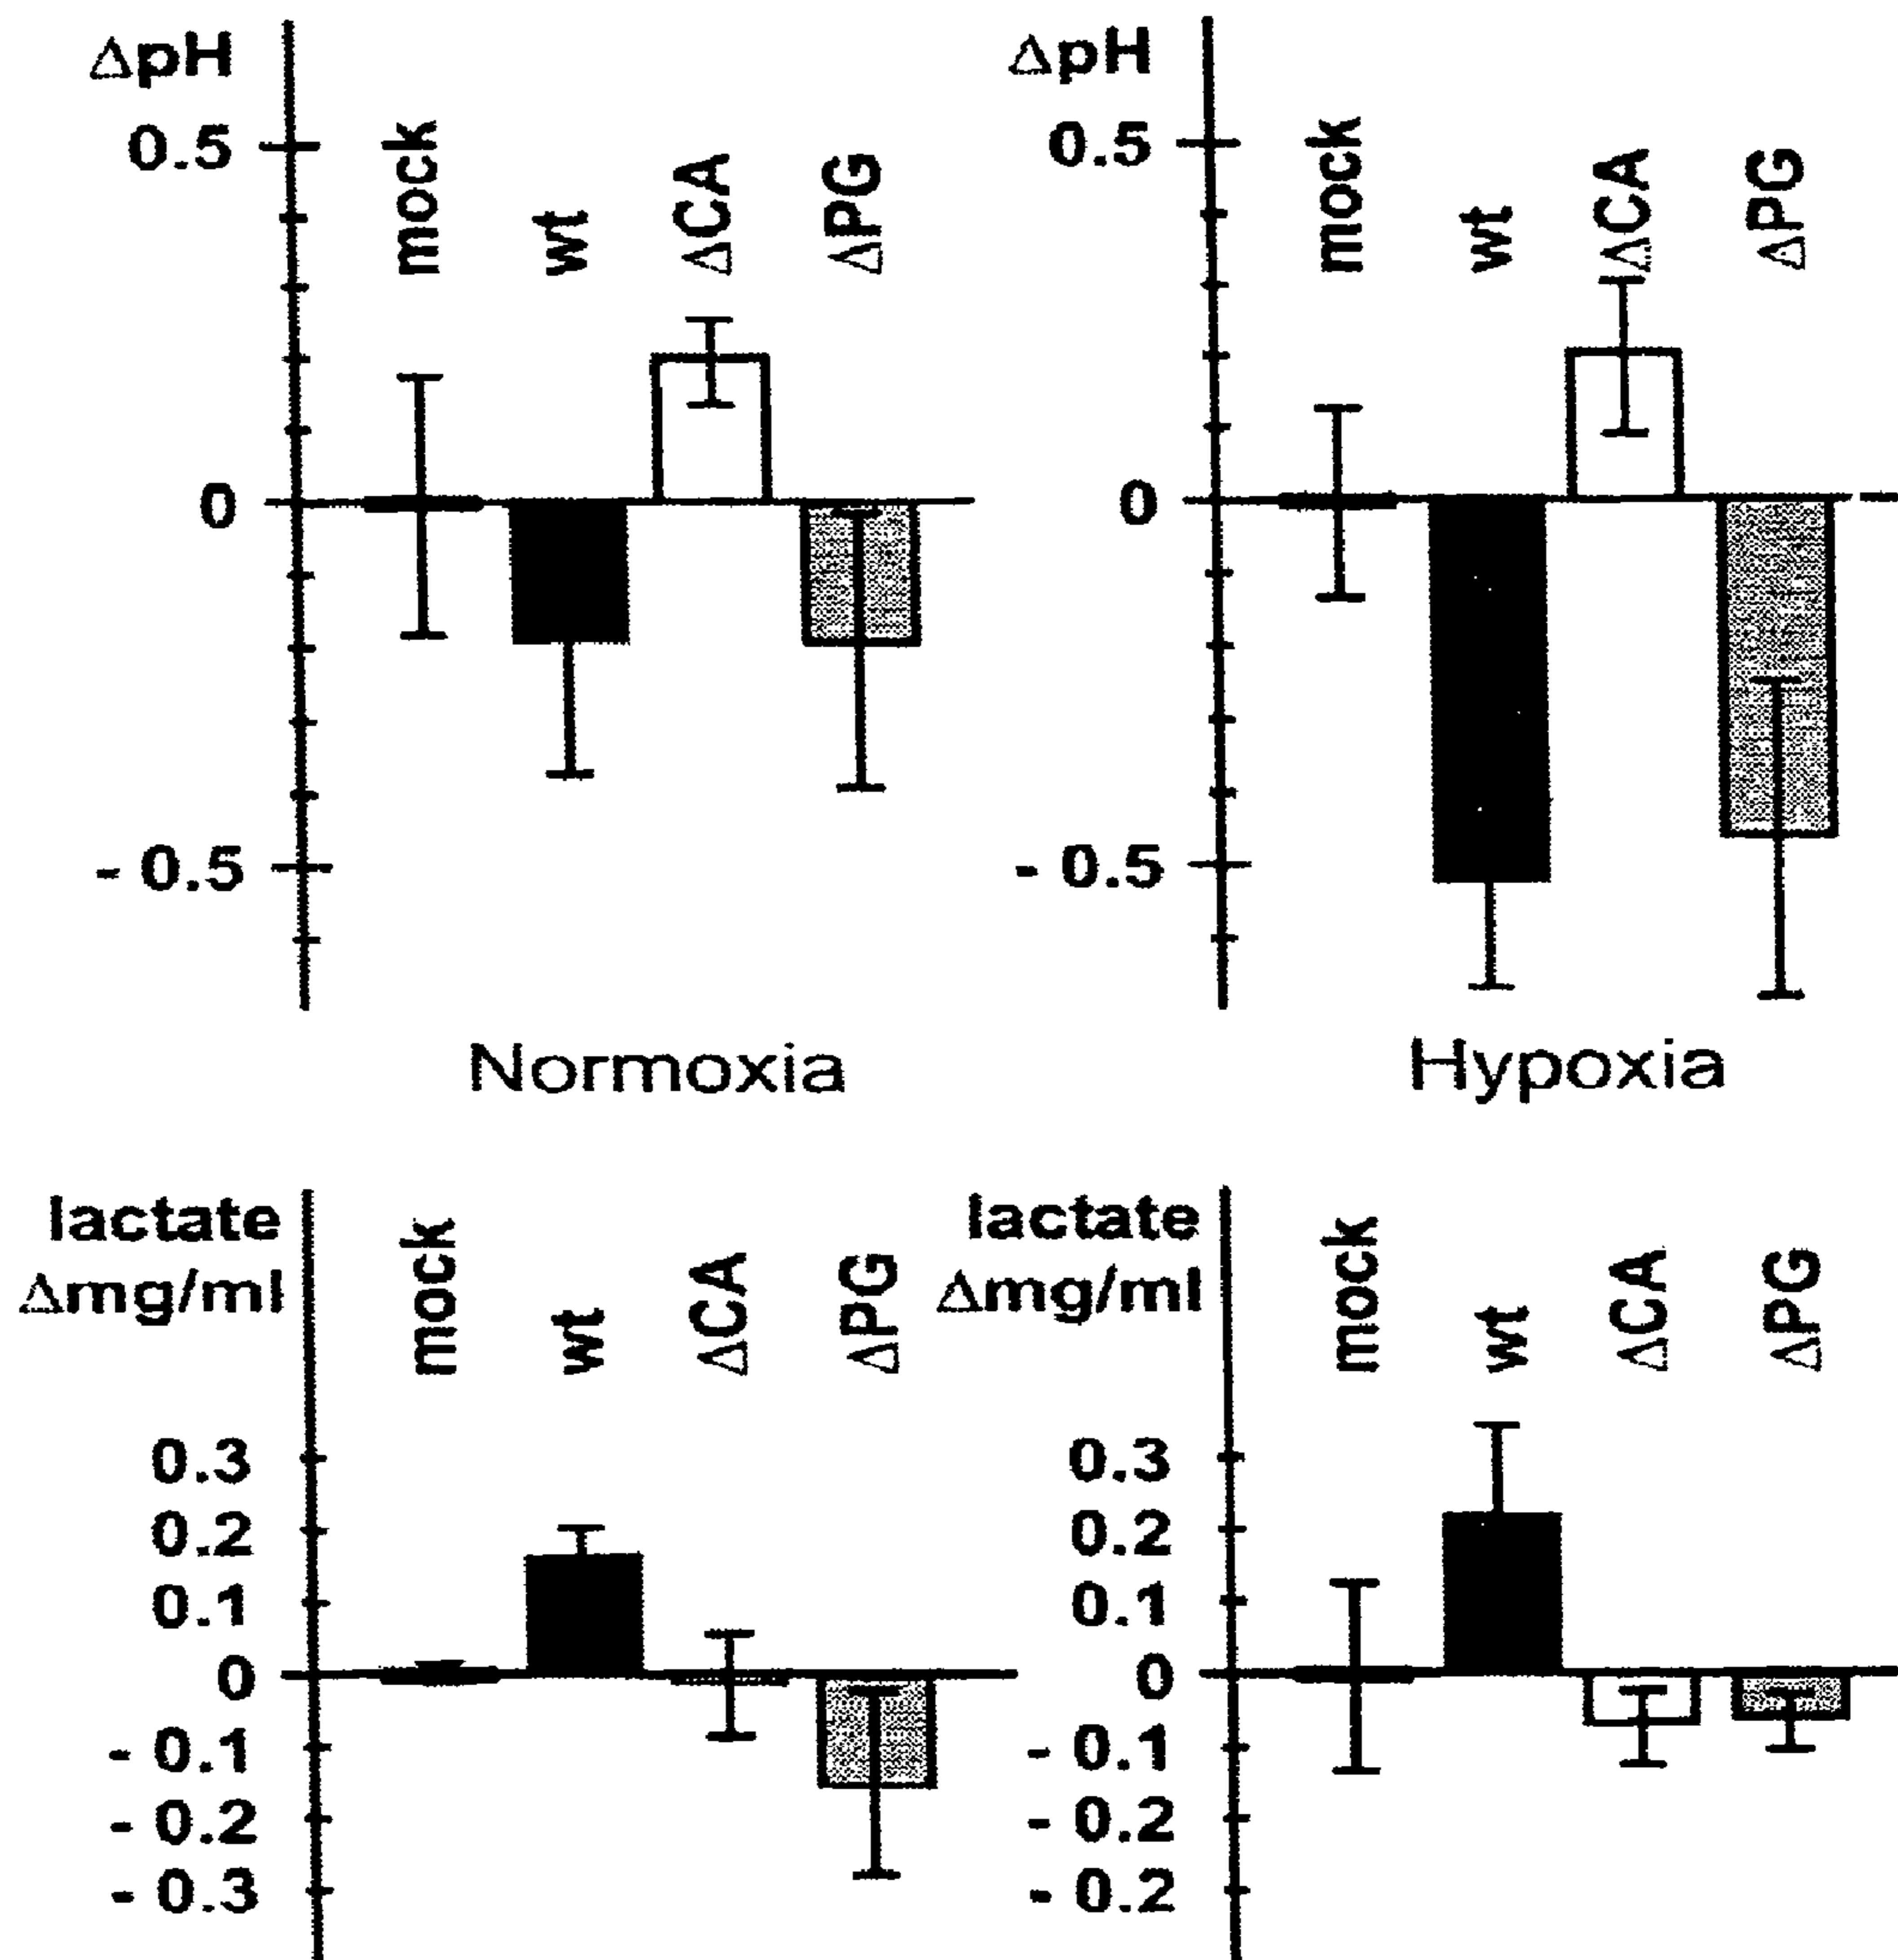 ΔpH
0.5
0
- 0.5
mock
wt
ΔCA
ΔPG
Normoxia
ΔpH
0.5
0
- 0.5
mock
wt
ΔCA
ΔPG
Hypoxia
lactate
Δmg/ml
0.3
0.2
0.1
0
- 0.1
- 0.2
- 0.3
mock
wt
ΔCA
ΔPG
lactate
Δmg/ml
0.3
0.2
0.1
0
- 0.1
- 0.2
- 0.2
mock
wt
ΔCA
ΔPG